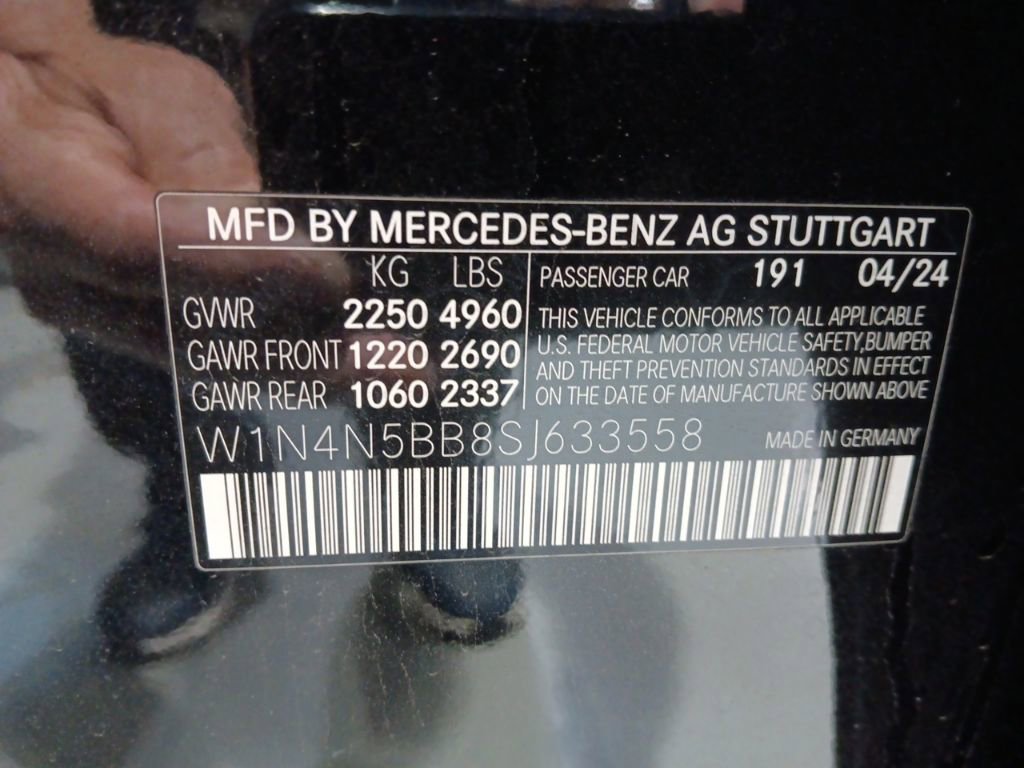 MFD BY MERCEDES-BENZ AG STUTTGART
KG LBS
GVWR 2250 4960
GAWR FRONT 1220 2690
GAWR REAR 1060 2337
PASSENGER CAR 191 04/24
THIS VEHICLE CONFORMS TO ALL APPLICABLE
U.S. FEDERAL MOTOR VEHICLE SAFETY,BUMPER
AND THEFT PREVENTION STANDARDS IN EFFECT
ON THE DATE OF MANUFACTURE SHOWN ABOVE
W1N4N5BB8SJ633558
MADE IN GERMANY